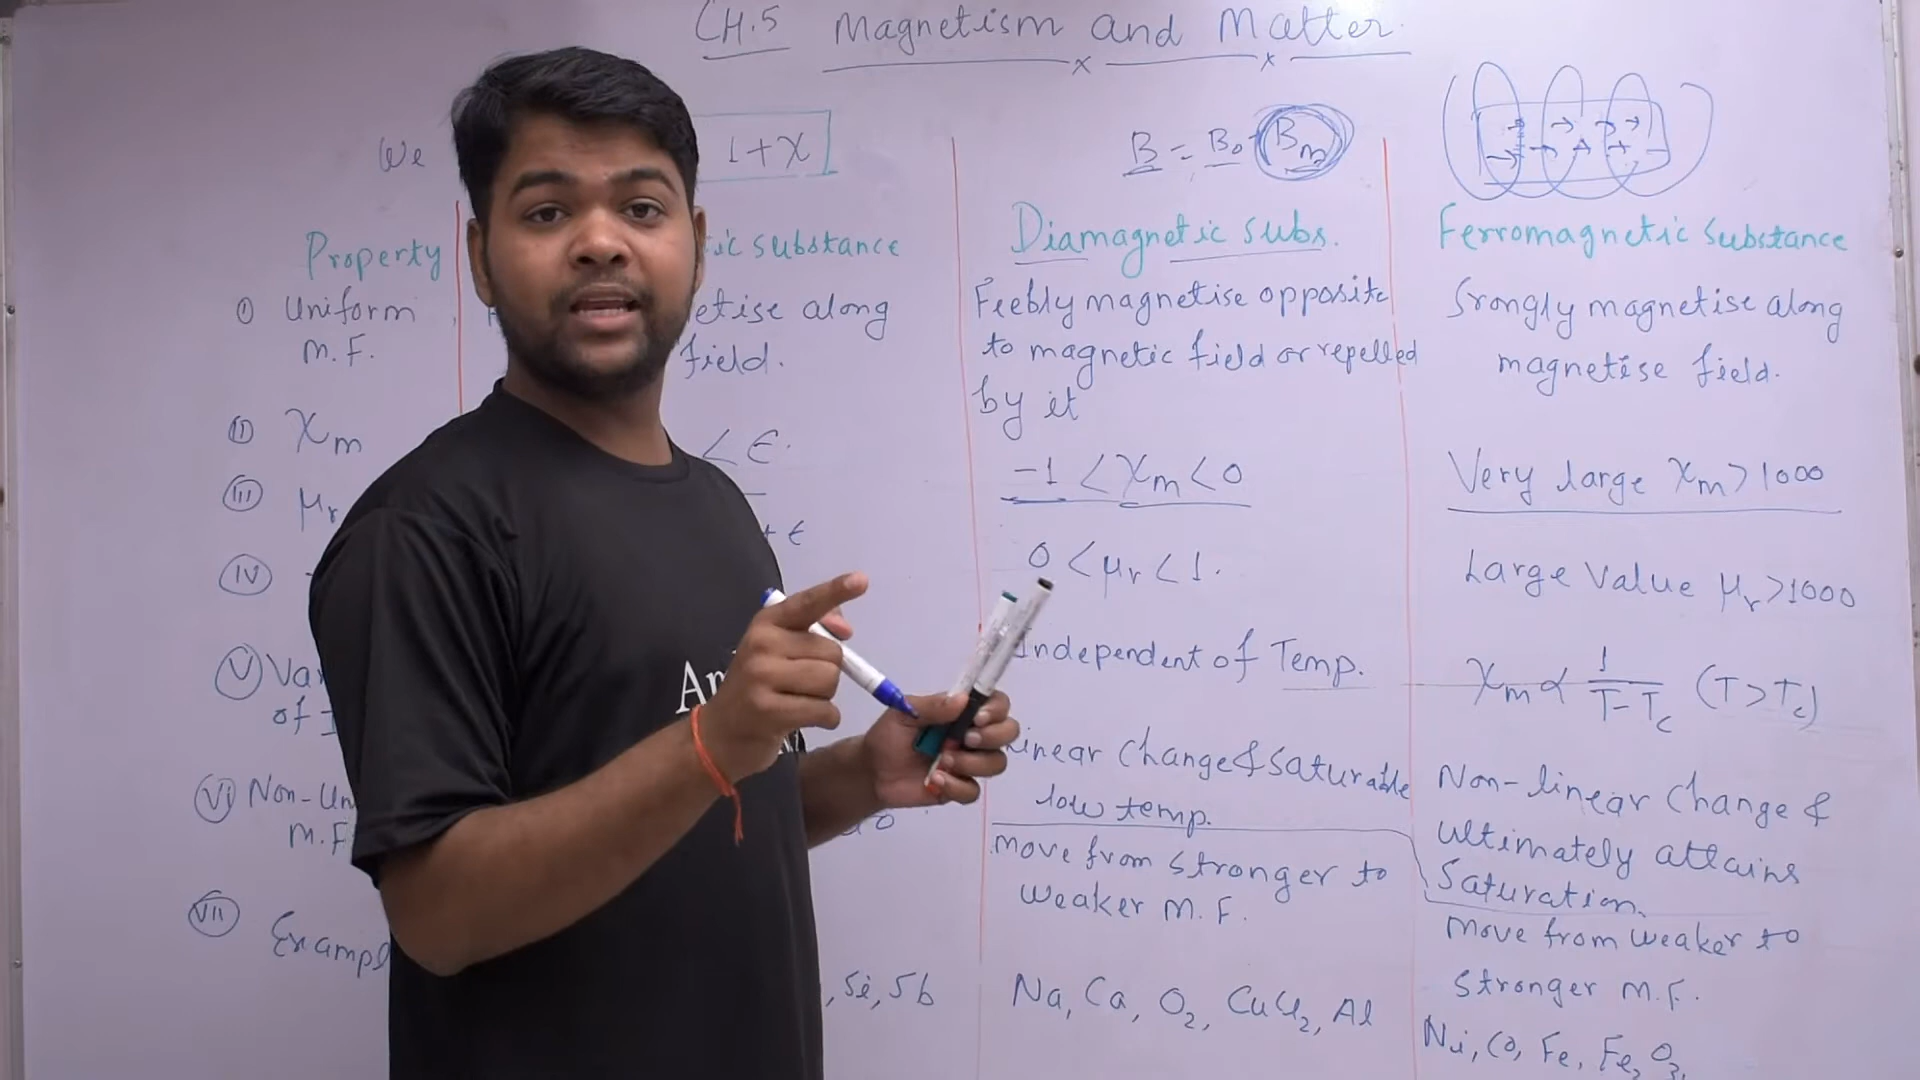 CH.5 Magnetism and Matter
We 1+χ
B = B₀ + Bm
Property
ic substance
Diamagnetic subs.
Ferromagnetic Substance
(i) Uniform M.F.
etise along
field.
Feebly magnetise opposite
to magnetic field or repelled
by it
Srongly magnetise along
magnetise field.
(ii) χm
< ε.
-1 < χm < 0
Very large χm > 1000
(iii) μr
+ ε
0 < μr < 1.
Large Value μr > 1000
(iv)
Independent of Temp.
χm ∝ 1/(T - Tc) (T > Tc)
(v) Var
of I
Linear Change & Saturable
low temp.
Non-linear Change &
ultimately attains
Saturation.
(vi) Non-Un
M.F.
move from stronger to
weaker M.F.
move from weaker to
stronger M.F.
(vii) Exampl
, Si, Sb
Na, Ca, O₂, CuCl₂, Al
Ni, Co, Fe, Fe₂O₃,